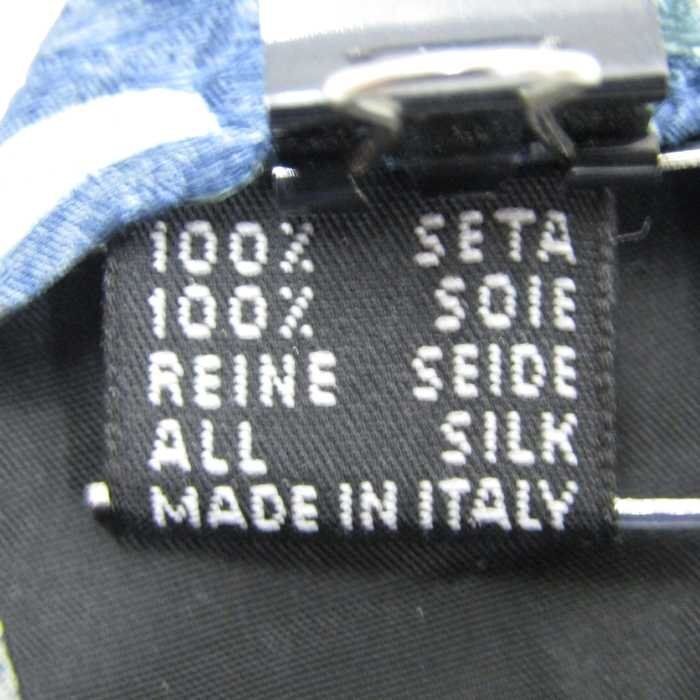 100% SETA
100% SOIE
REINE SEIDE
ALL SILK
MADE IN ITALY